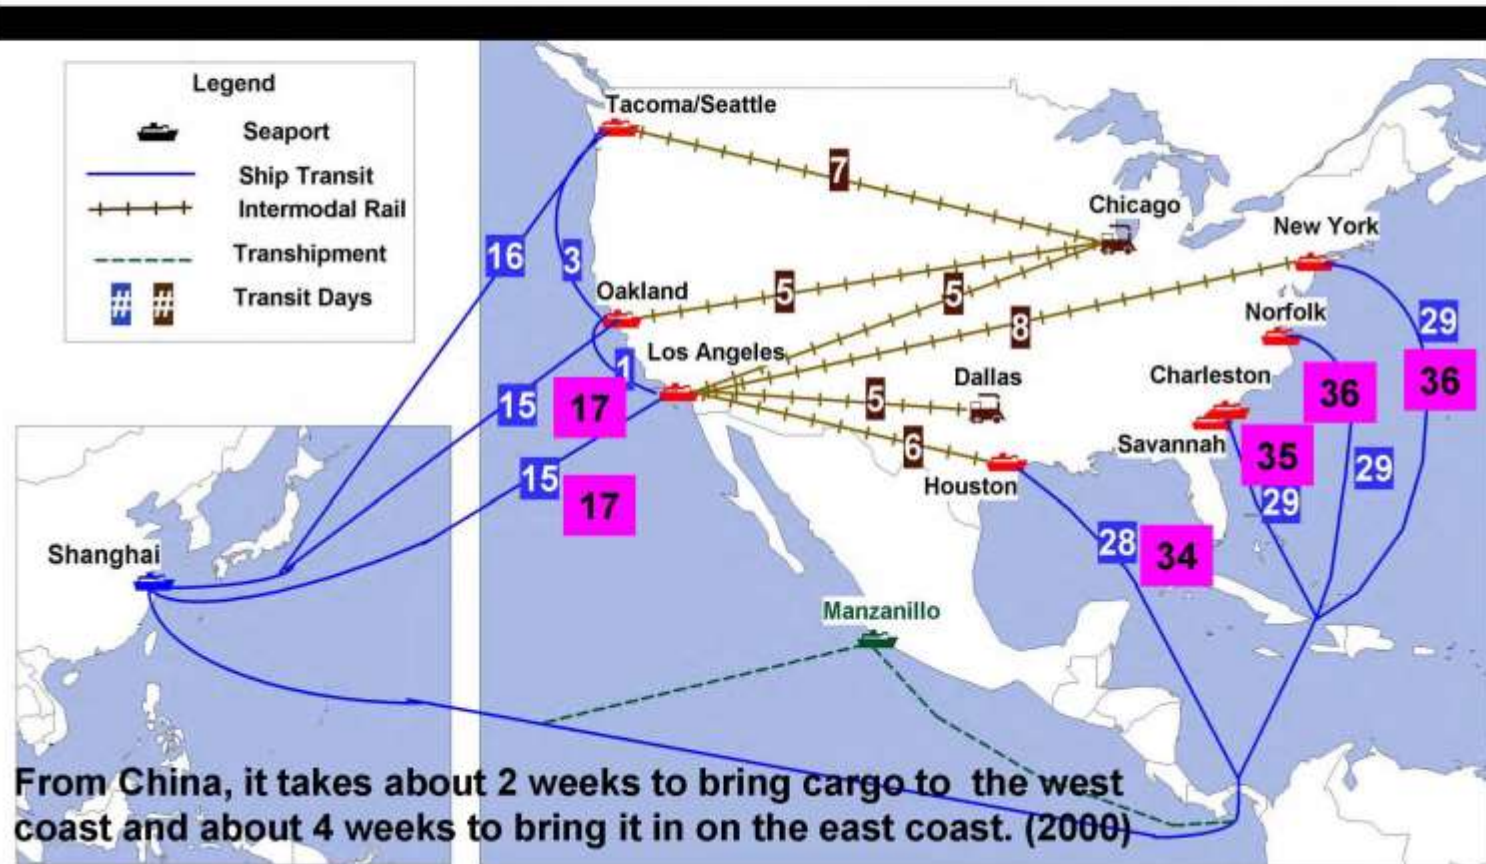 Legend
Seaport
Ship Transit
Intermodal Rail
Transhipment
# # Transit Days
Tacoma/Seattle
7
Chicago
New York
16
3
Oakland
5
5
8
29
Norfolk
Los Angeles
1
15
17
Dallas
5
Charleston
36
36
6
Savannah
35
29
29
15
17
Houston
28
34
Shanghai
Manzanillo
From China, it takes about 2 weeks to bring cargo to the west
coast and about 4 weeks to bring it in on the east coast. (2000)